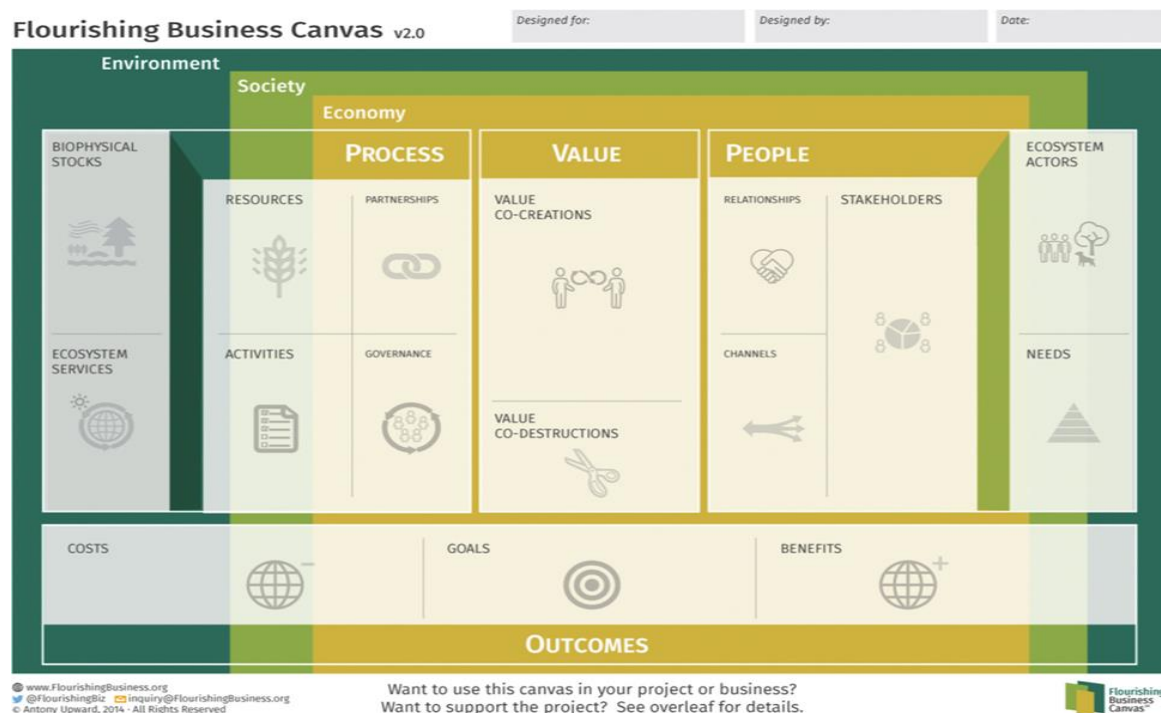 Flourishing Business Canvas v2.0
Designed for:
Designed by:
Date:
Environment
Society
Economy
BIOPHYSICAL
STOCKS
PROCESS
VALUE
PEOPLE
ECOSYSTEM
ACTORS
RESOURCES
PARTNERSHIPS
VALUE
CO-CREATIONS
RELATIONSHIPS
STAKEHOLDERS
ECOSYSTEM
SERVICES
ACTIVITIES
GOVERNANCE
VALUE
CO-DESTRUCTIONS
CHANNELS
NEEDS
COSTS
GOALS
BENEFITS
OUTCOMES
www.FlourishingBusiness.org
@FlourishingBiz inquiry@FlourishingBusiness.org
© Antony Upward, 2014 - All Rights Reserved
Want to use this canvas in your project or business?
Want to support the project? See overleaf for details.
Flourishing
Business
Canvas™